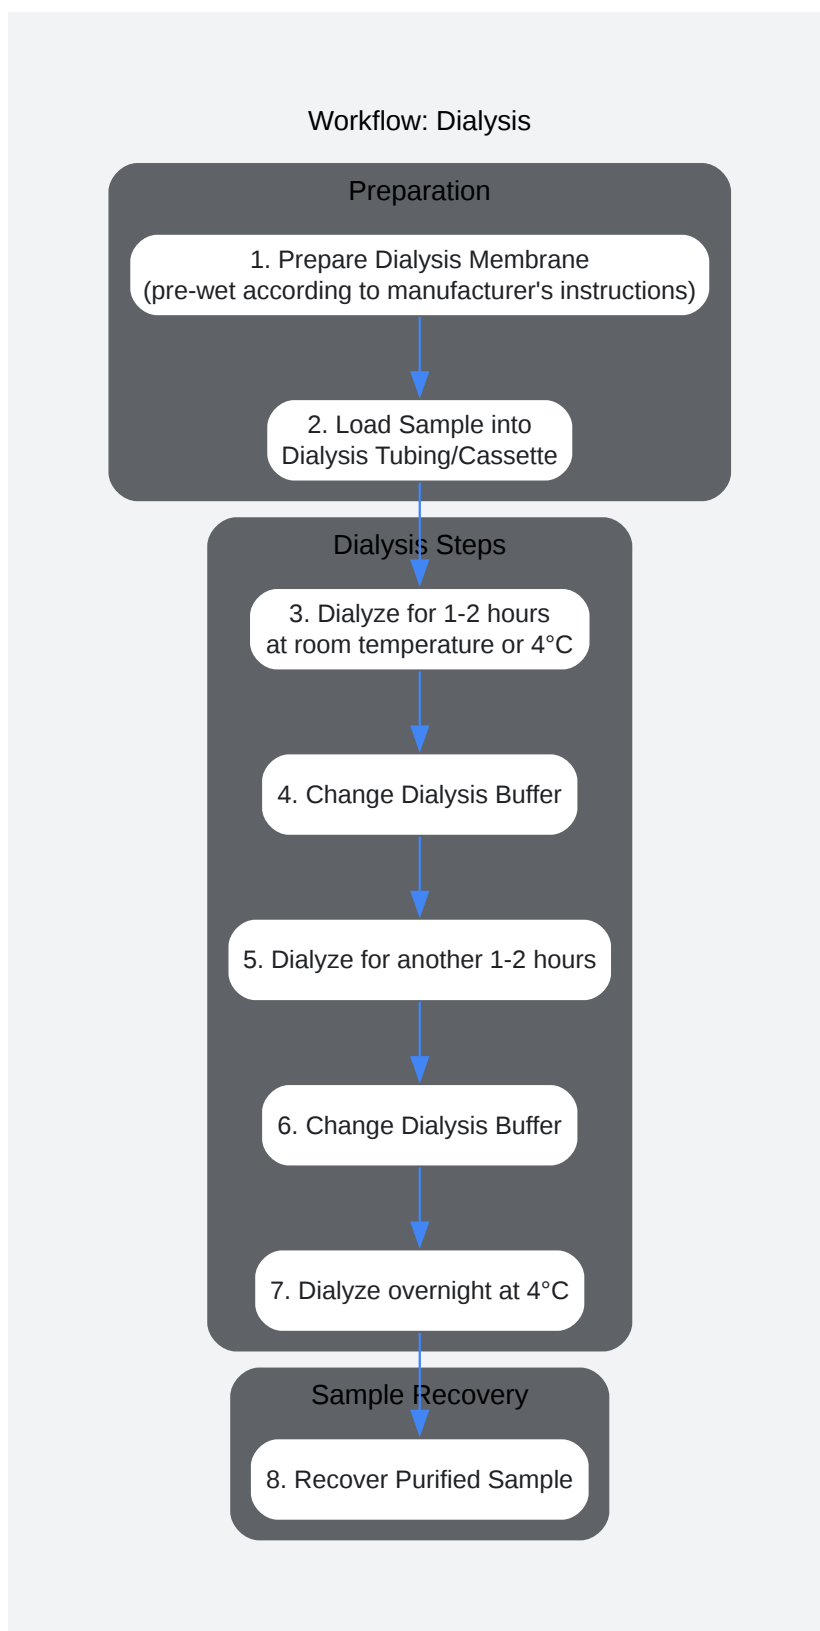 Workflow: Dialysis
Preparation
1. Prepare Dialysis Membrane
(pre-wet according to manufacturer's instructions)
2. Load Sample into
Dialysis Tubing/Cassette
Dialysis Steps
3. Dialyze for 1-2 hours
at room temperature or 4°C
4. Change Dialysis Buffer
5. Dialyze for another 1-2 hours
6. Change Dialysis Buffer
7. Dialyze overnight at 4°C
Sample Recovery
8. Recover Purified Sample